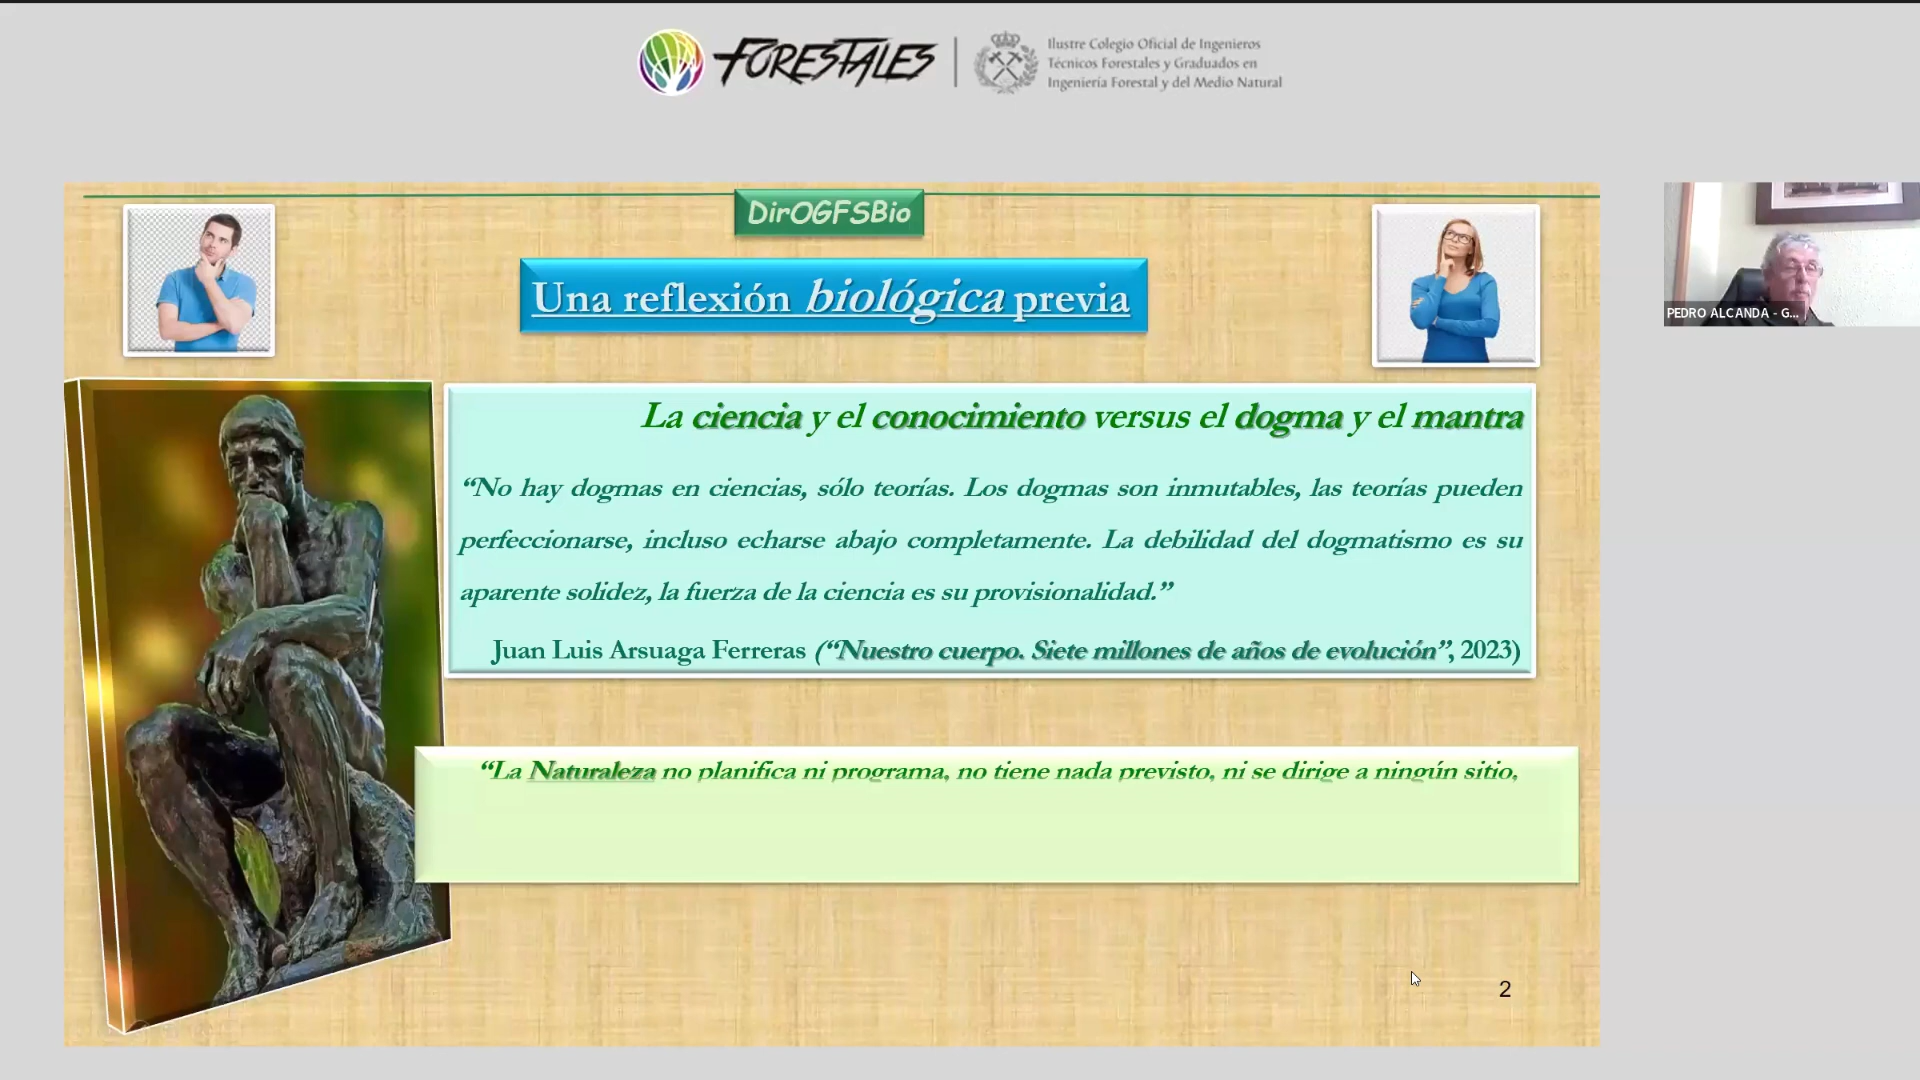 FORESTALES
Ilustre Colegio Oficial de Ingenieros
Técnicos Forestales y Graduados en
Ingeniería Forestal y del Medio Natural
DirOGFSBio
Una reflexión biológica previa
PEDRO ALCANDA - G...
La ciencia y el conocimiento versus el dogma y el mantra
“No hay dogmas en ciencias, sólo teorías. Los dogmas son inmutables, las teorías pueden
perfeccionarse, incluso echarse abajo completamente. La debilidad del dogmatismo es su
aparente solidez, la fuerza de la ciencia es su provisionalidad.”
Juan Luis Arsuaga Ferreras (“Nuestro cuerpo. Siete millones de años de evolución”, 2023)
“La Naturaleza no planifica ni programa, no tiene nada previsto, ni se dirige a ningún sitio,
2